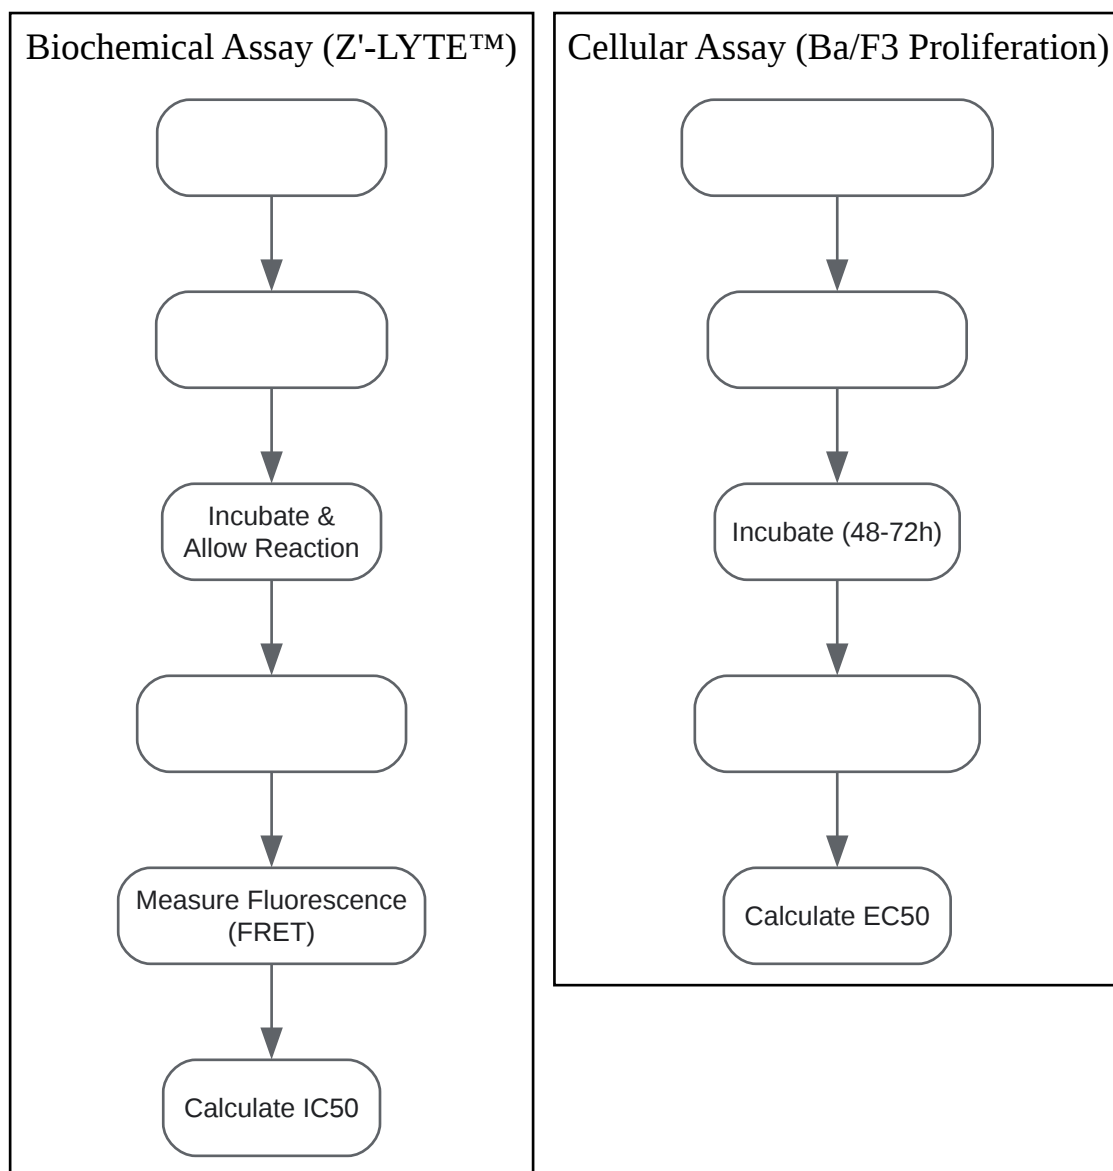 Biochemical Assay (Z'-LYTE™)
Incubate &
Allow Reaction
Measure Fluorescence
(FRET)
Calculate IC50
Cellular Assay (Ba/F3 Proliferation)
Incubate (48-72h)
Calculate EC50